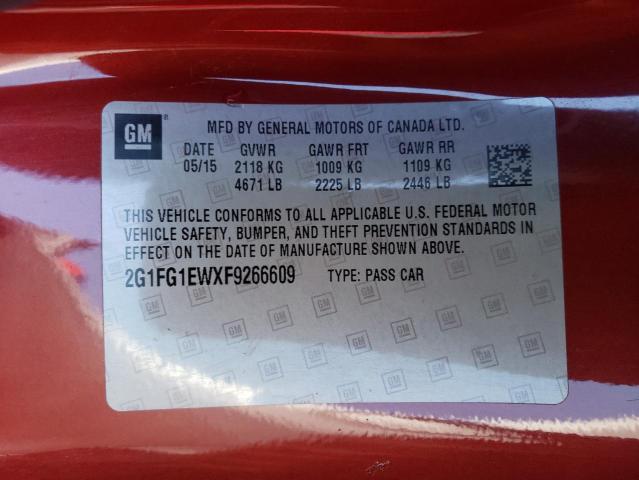 GM ®
MFD BY GENERAL MOTORS OF CANADA LTD.
DATE GVWR GAWR FRT GAWR RR
05/15 2118 KG 1009 KG 1109 KG
4671 LB 2225 LB 2446 LB
THIS VEHICLE CONFORMS TO ALL APPLICABLE U.S. FEDERAL MOTOR
VEHICLE SAFETY, BUMPER, AND THEFT PREVENTION STANDARDS IN
EFFECT ON THE DATE OF MANUFACTURE SHOWN ABOVE.
2G1FG1EWXF9266609 TYPE: PASS CAR